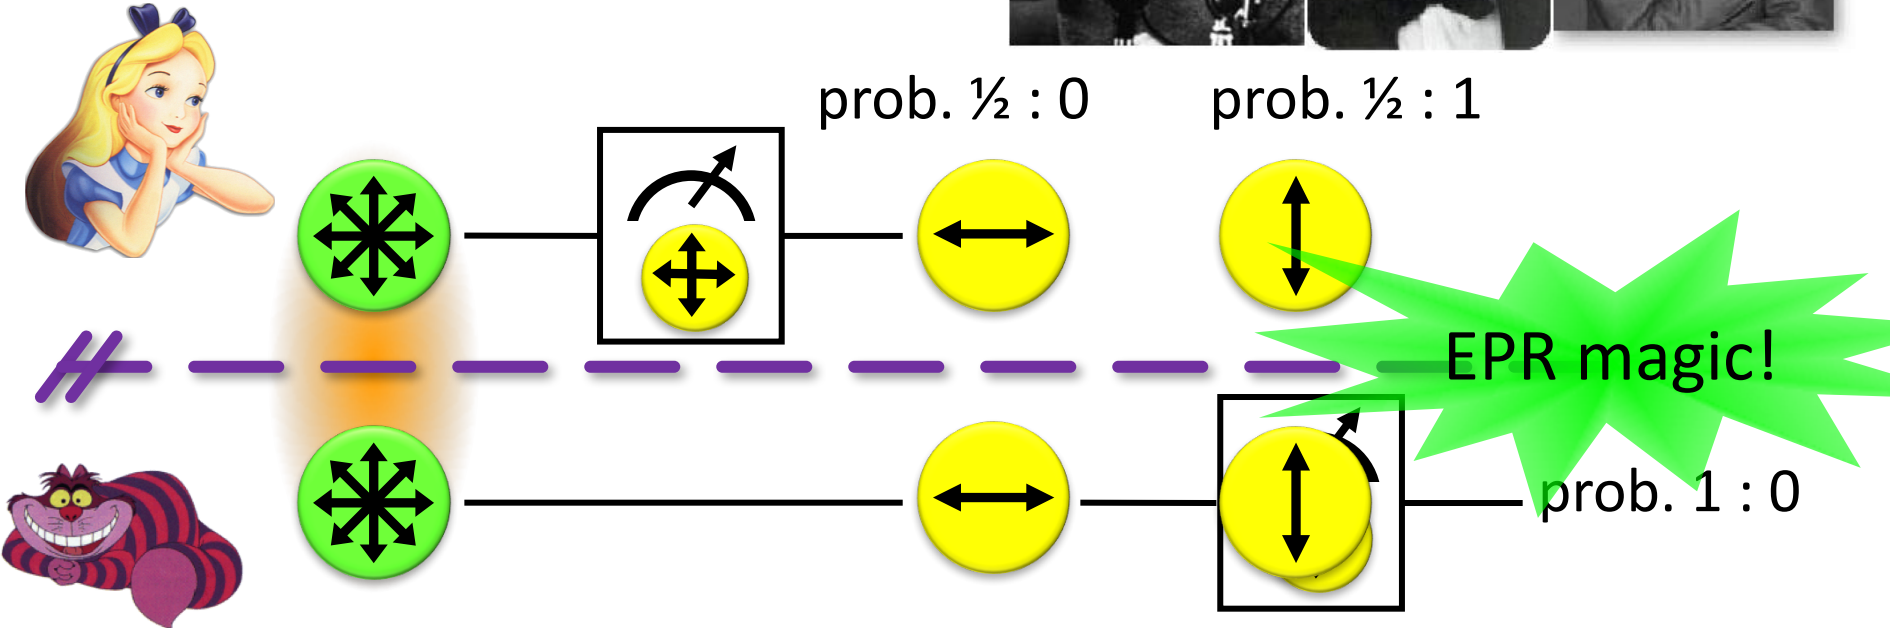 prob. ½ : 0
prob. ½ : 1
EPR magic!
prob. 1 : 0